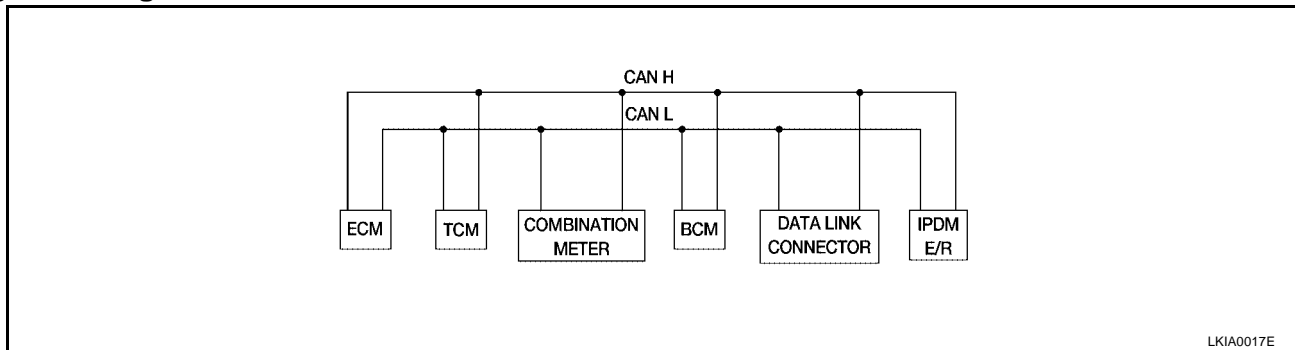 CAN H
CAN L
ECM
TCM
COMBINATION
METER
BCM
DATA LINK
CONNECTOR
IPDM
E/R
LKIA0017E